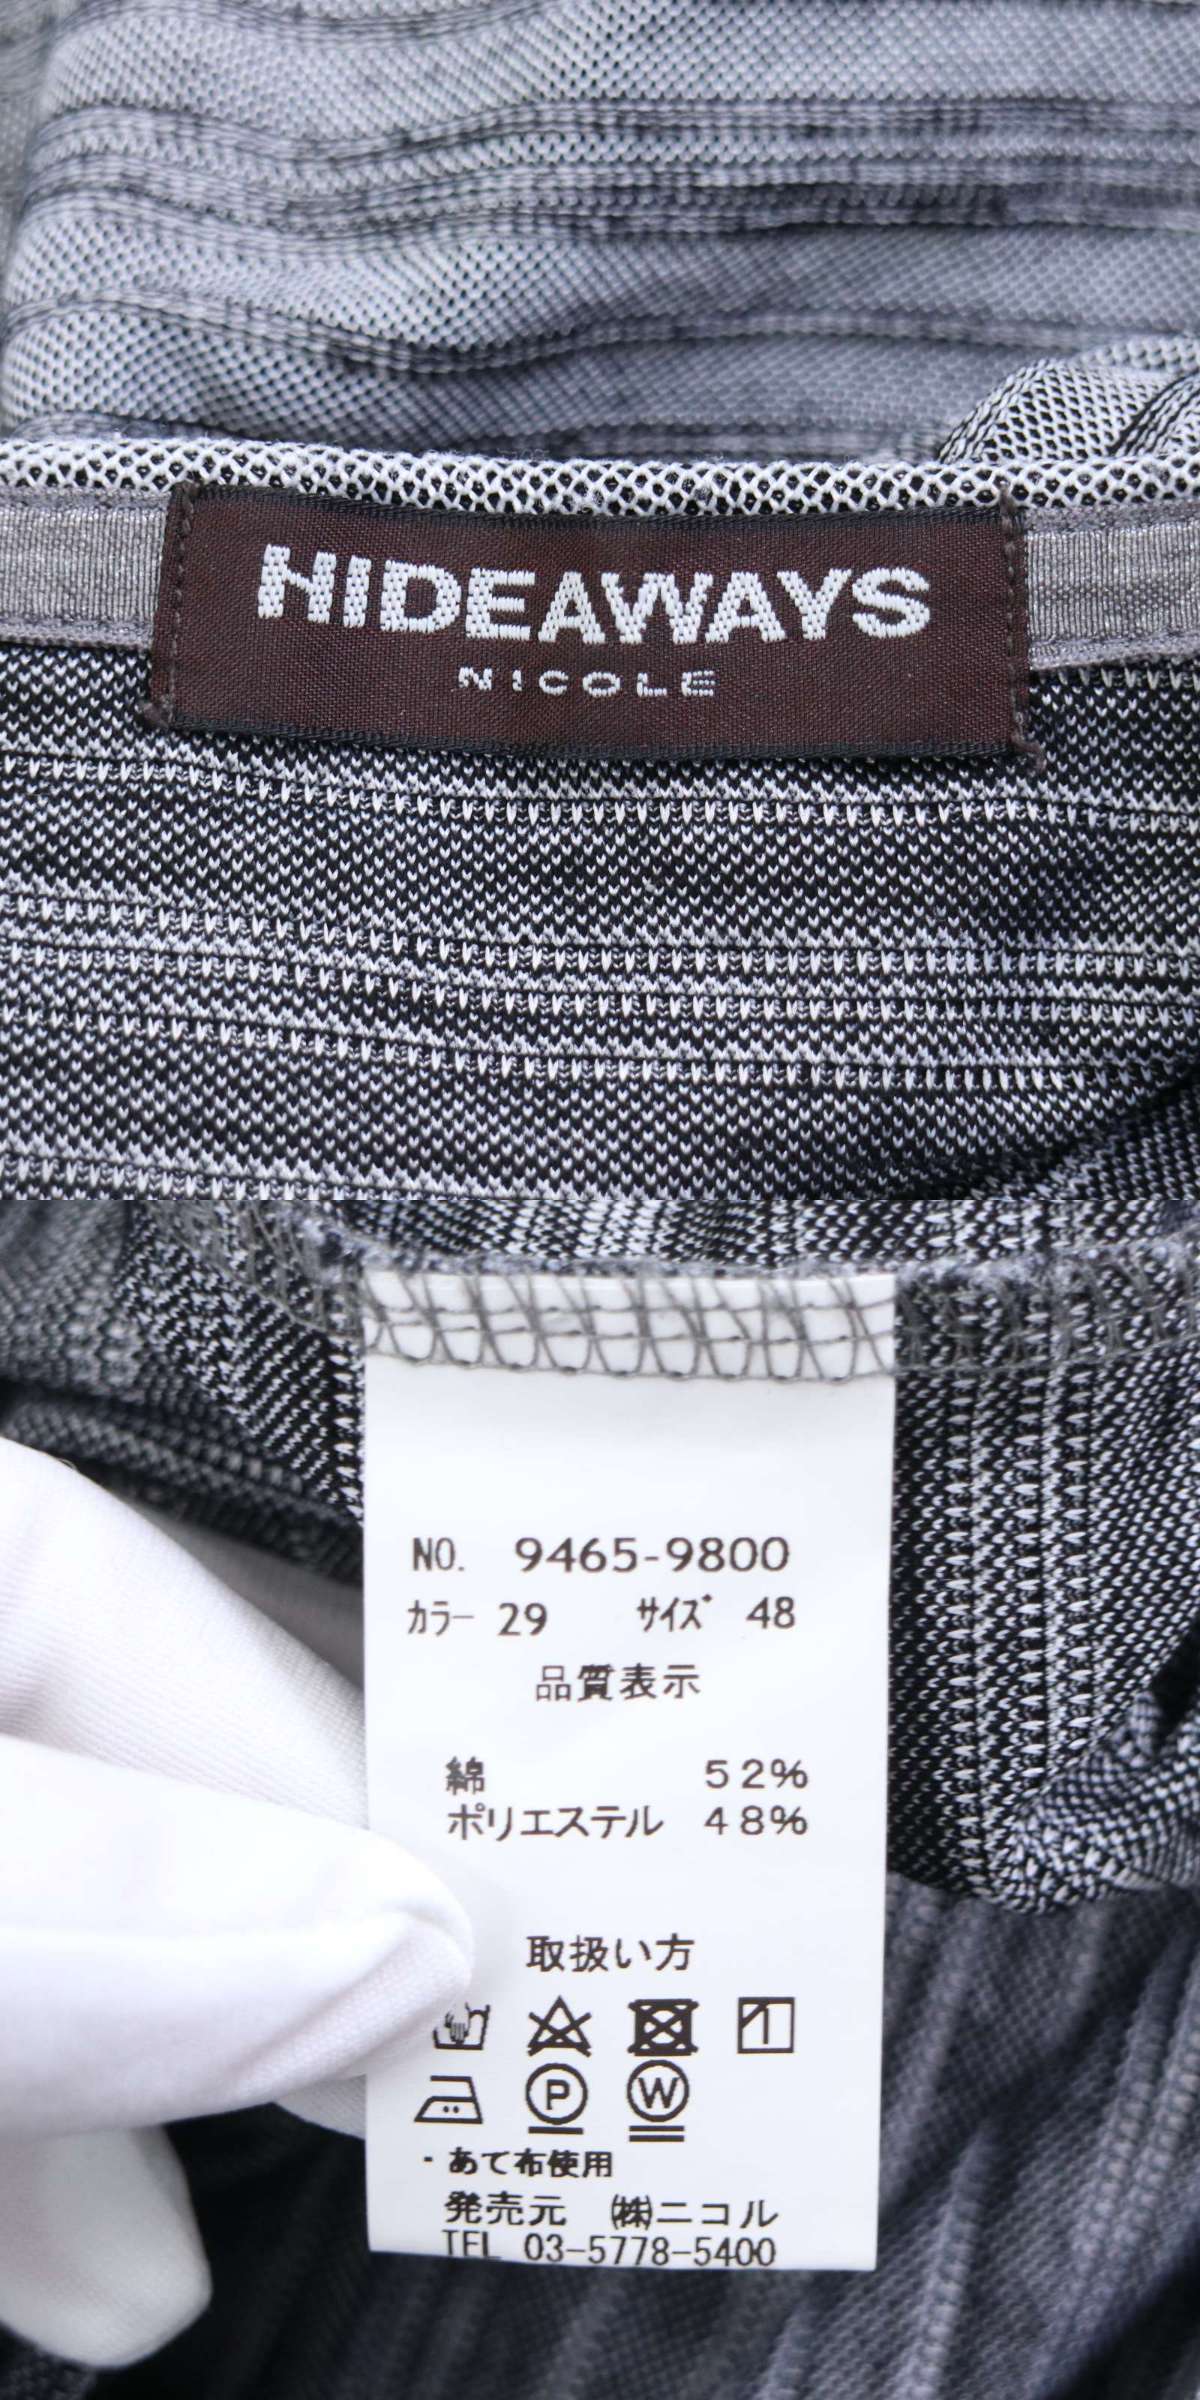 HIDEAWAYS
NICOLE
NO. 9465-9800
ｶﾗｰ 29 ｻｲｽﾞ 48
品質表示
綿 52%
ポリエステル 48%
取扱い方
P W
・あて布使用
発売元 ㈱ニコル
TEL 03-5778-5400